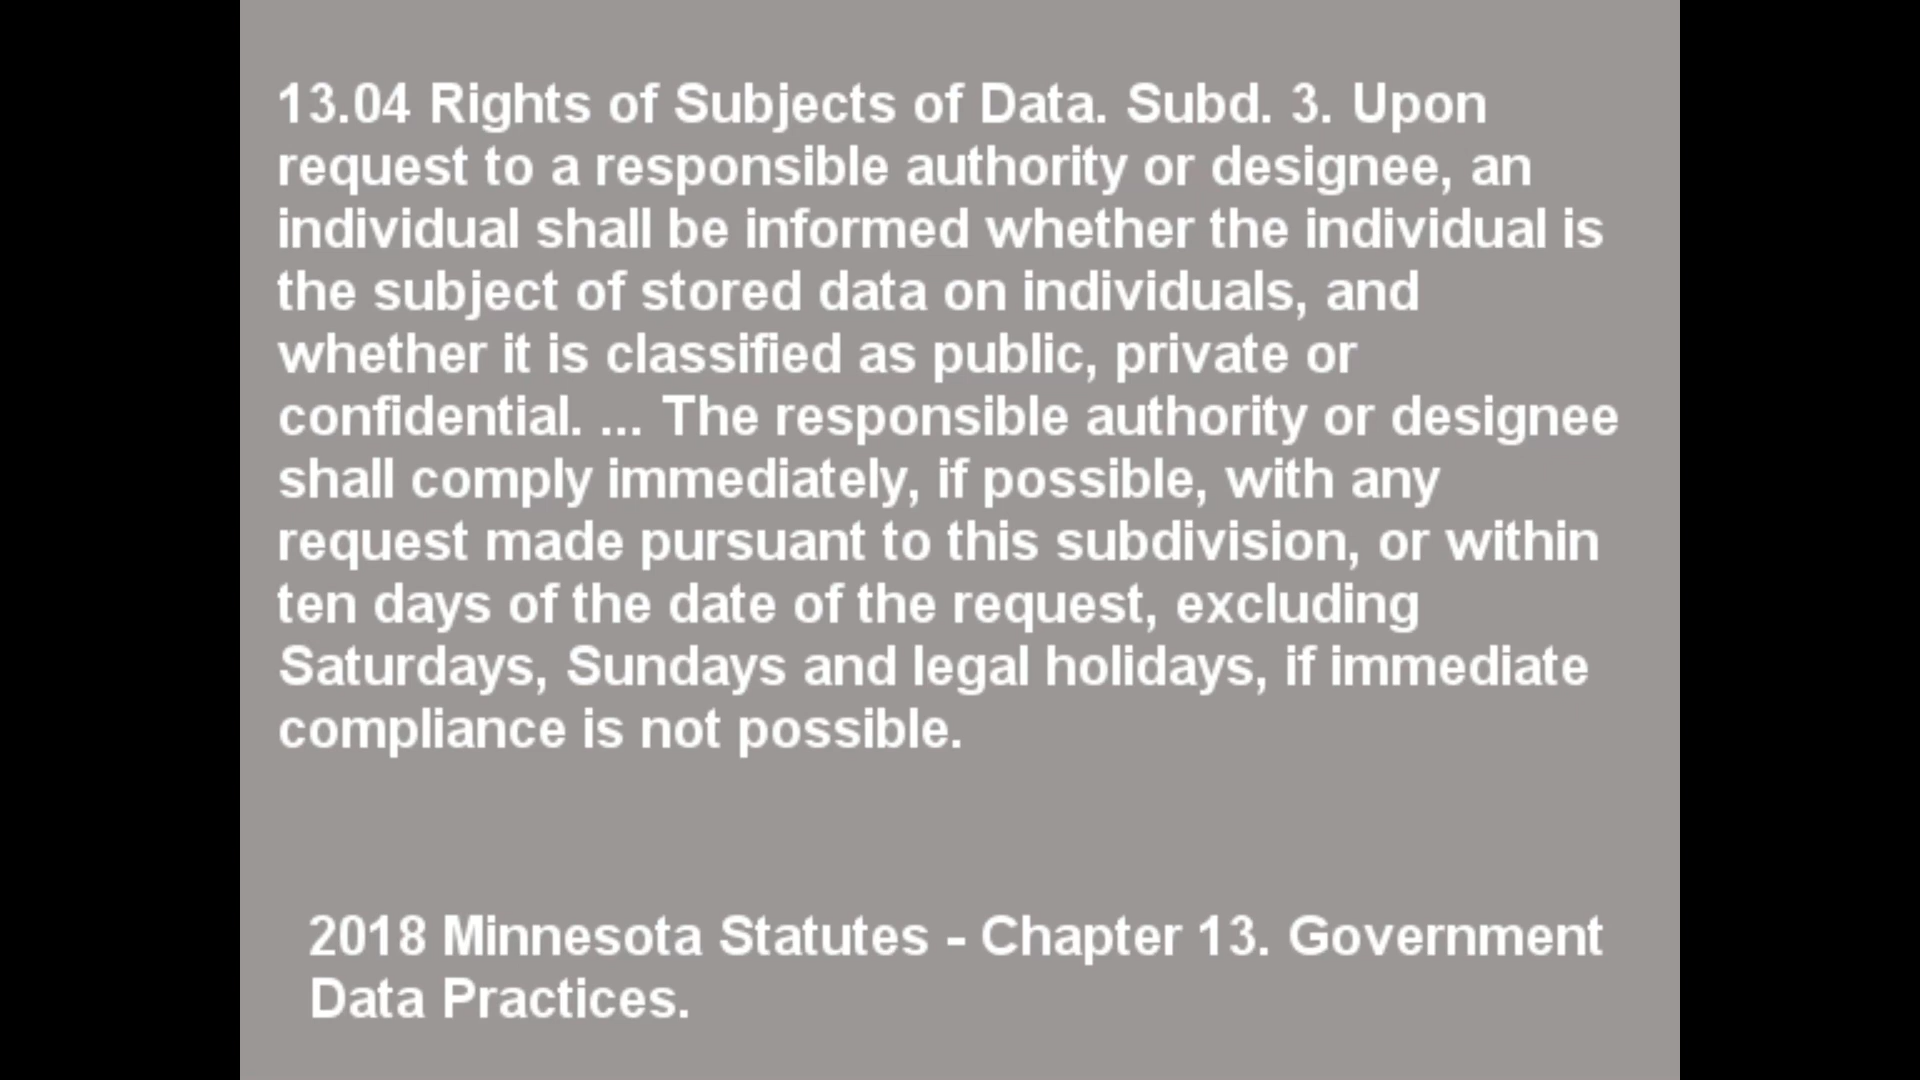 13.04 Rights of Subjects of Data. Subd. 3. Upon
request to a responsible authority or designee, an
individual shall be informed whether the individual is
the subject of stored data on individuals, and
whether it is classified as public, private or
confidential. ... The responsible authority or designee
shall comply immediately, if possible, with any
request made pursuant to this subdivision, or within
ten days of the date of the request, excluding
Saturdays, Sundays and legal holidays, if immediate
compliance is not possible.
2018 Minnesota Statutes - Chapter 13. Government
Data Practices.